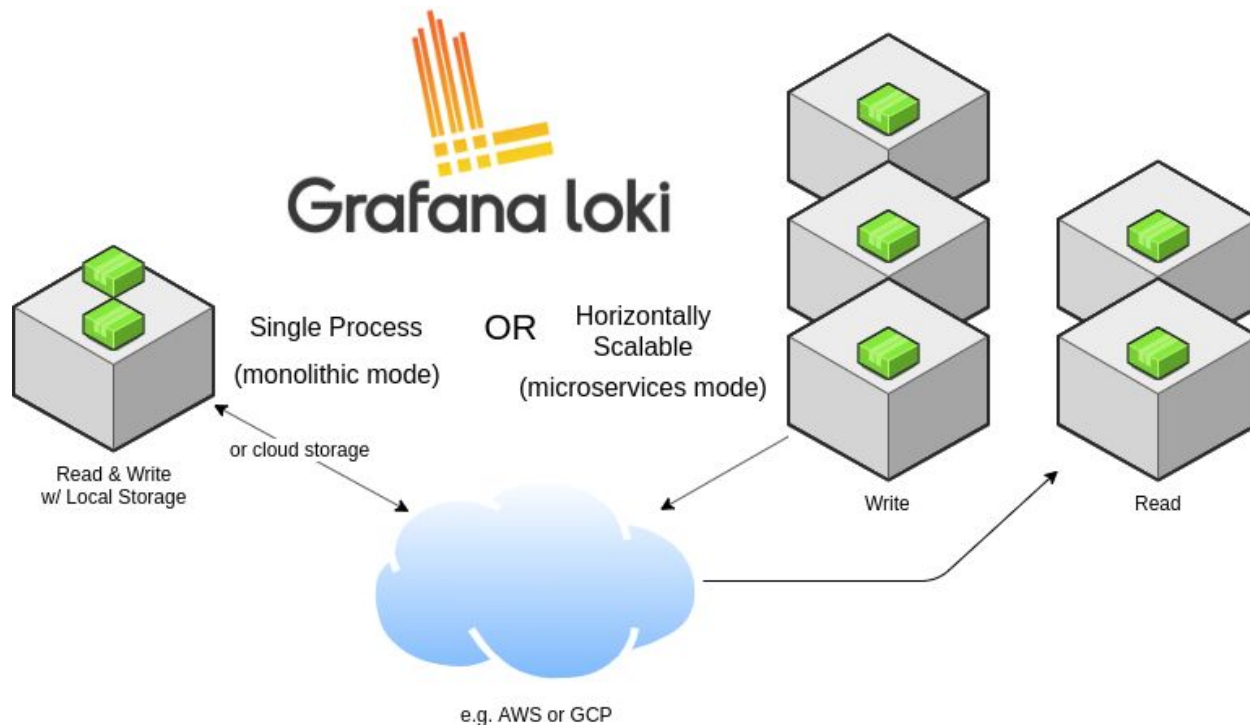 Grafana loki
Single Process
(monolithic mode)
OR
Horizontally
Scalable
(microservices mode)
or cloud storage
Read & Write
w/ Local Storage
Write
Read
e.g. AWS or GCP